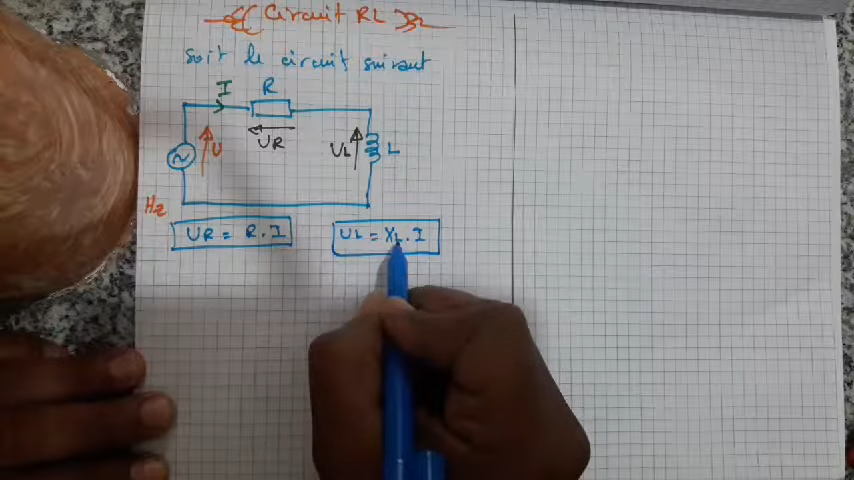 Circuit RL
soit le circuit suivant
I R
U UR UL L
Hz
UR = R . I UL = XL . I